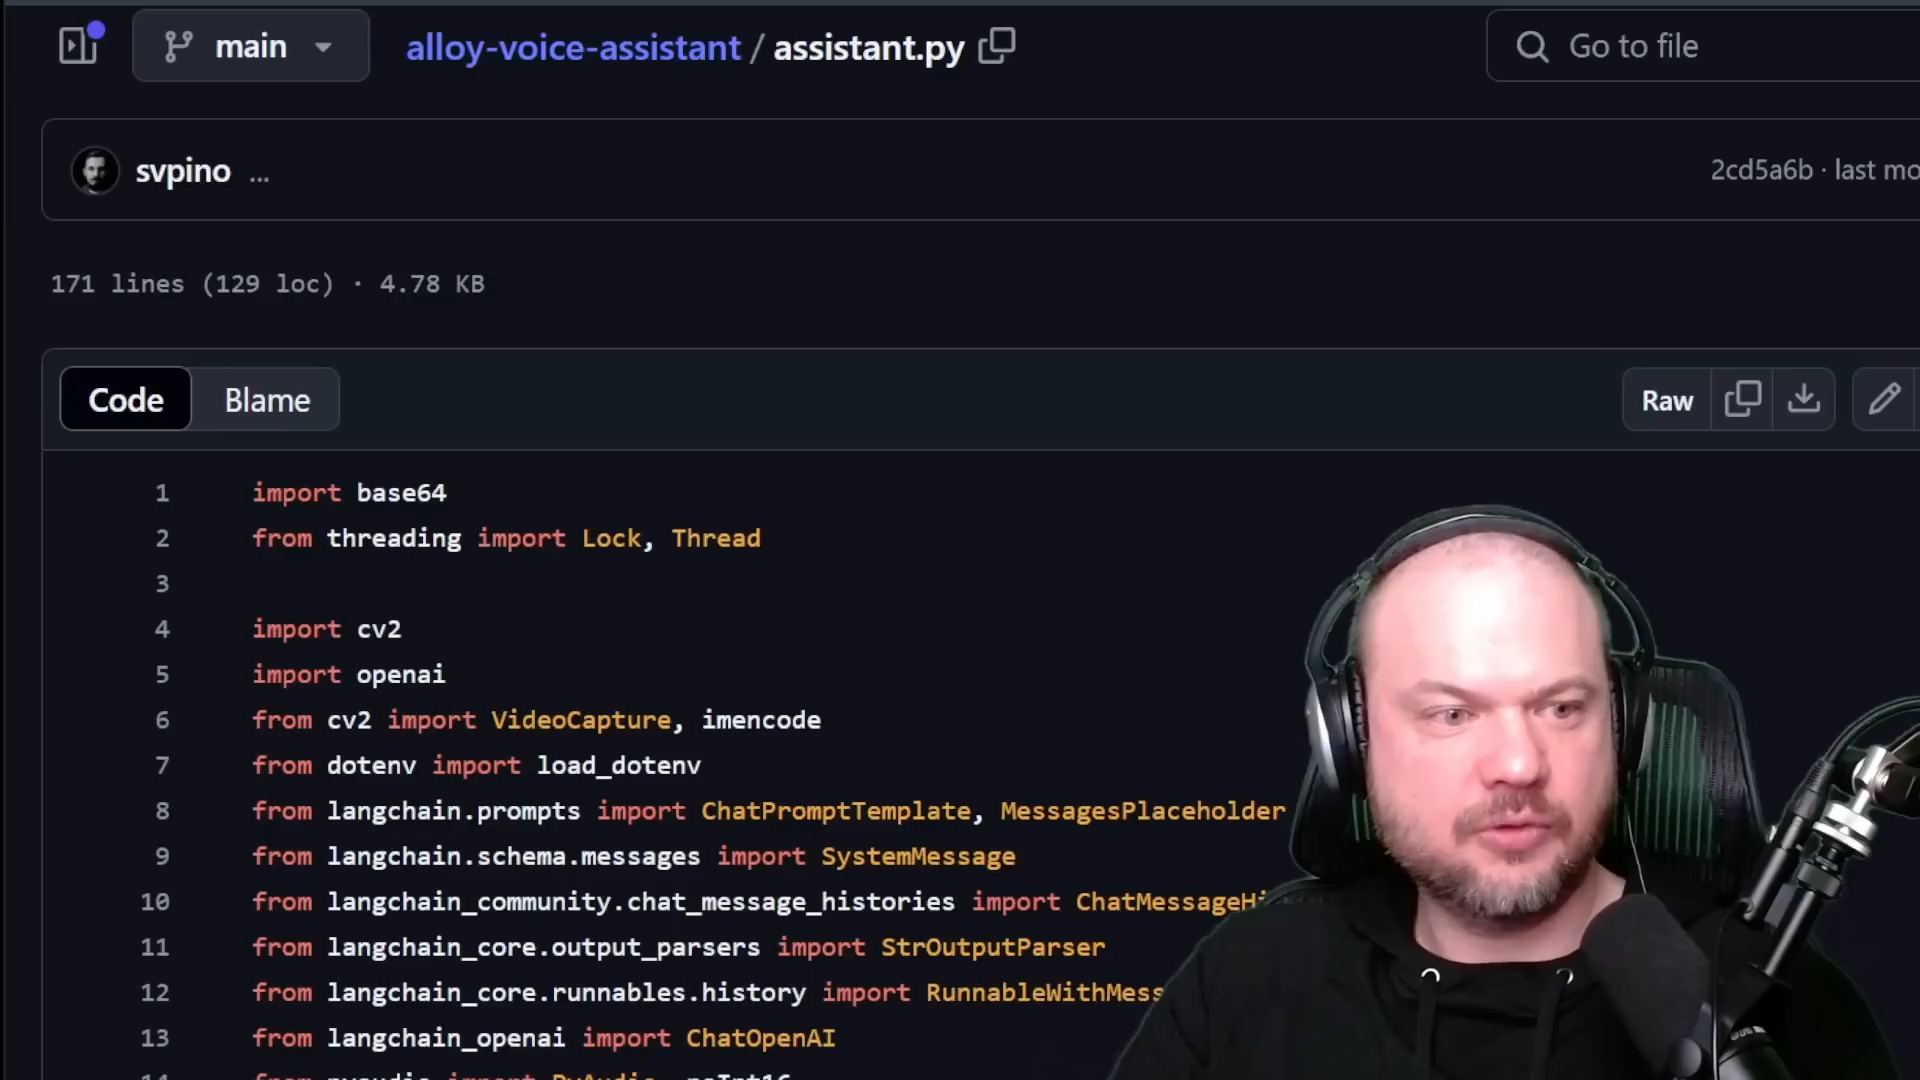 main
alloy-voice-assistant / assistant.py
Go to file
svpino ...
2cd5a6b · last mo
171 lines (129 loc) · 4.78 KB
Code
Blame
Raw
1 import base64
2 from threading import Lock, Thread
3
4 import cv2
5 import openai
6 from cv2 import VideoCapture, imencode
7 from dotenv import load_dotenv
8 from langchain.prompts import ChatPromptTemplate, MessagesPlaceholder
9 from langchain.schema.messages import SystemMessage
10 from langchain_community.chat_message_histories import ChatMessageHi
11 from langchain_core.output_parsers import StrOutputParser
12 from langchain_core.runnables.history import RunnableWithMess
13 from langchain_openai import ChatOpenAI